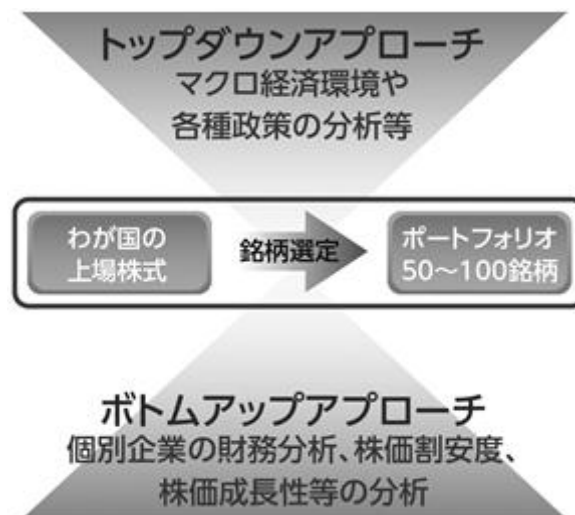 トップダウンアプローチ
マクロ経済環境や
各種政策の分析等
わが国の
上場株式
銘柄選定
ポートフォリオ
50～100銘柄
ボトムアップアプローチ
個別企業の財務分析、株価割安度、
株価成長性等の分析